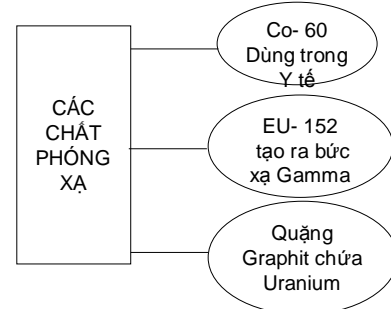 CÁC
CHẤT
PHÓNG
XẠ
Co- 60
Dùng trong
Y tế
EU- 152
tạo ra bức
xạ Gamma
Quặng
Graphit chứa
Uranium